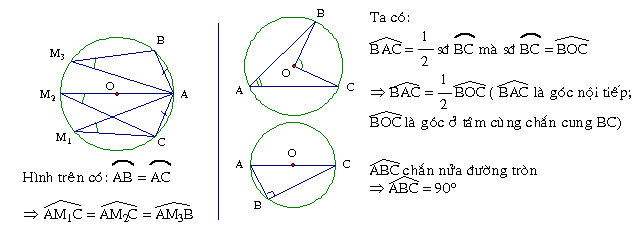 M₃
B
O
M₂
A
M₁
C
Hình trên có: AB = AC
⇒ AM₁C = AM₂C = AM₃B
B
O
A
C
A
O
C
B
Ta có:
BAC = 1/2 sđ BC mà sđ BC = BOC
⇒ BAC = 1/2 BOC ( BAC là góc nội tiếp;
BOC là góc ở tâm cùng chắn cung BC)
ABC chắn nửa đường tròn
⇒ ABC = 90°